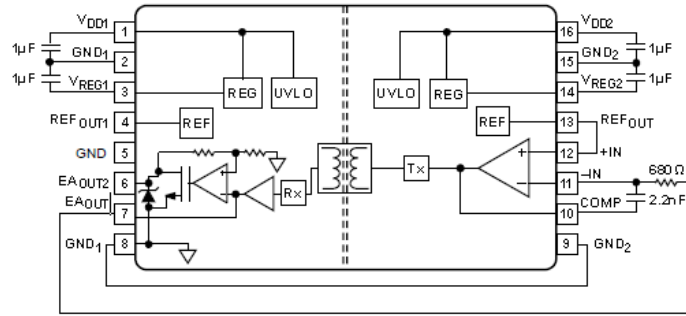 VDD1
1
16
VDD2
1µF
GND1
2
15
GND2
1µF
1µF
VREG1
3
REG
UVLO
UVLO
REG
14
VREG2
1µF
REFOUT1
4
REF
REF
13
REFOUT
GND
5
12
+IN
+
EAOUT2
6
+
−
Rx
Tx
−
11
–IN
680 Ω
EAOUT
7
10
COMP
2.2nF
GND1
8
9
GND2